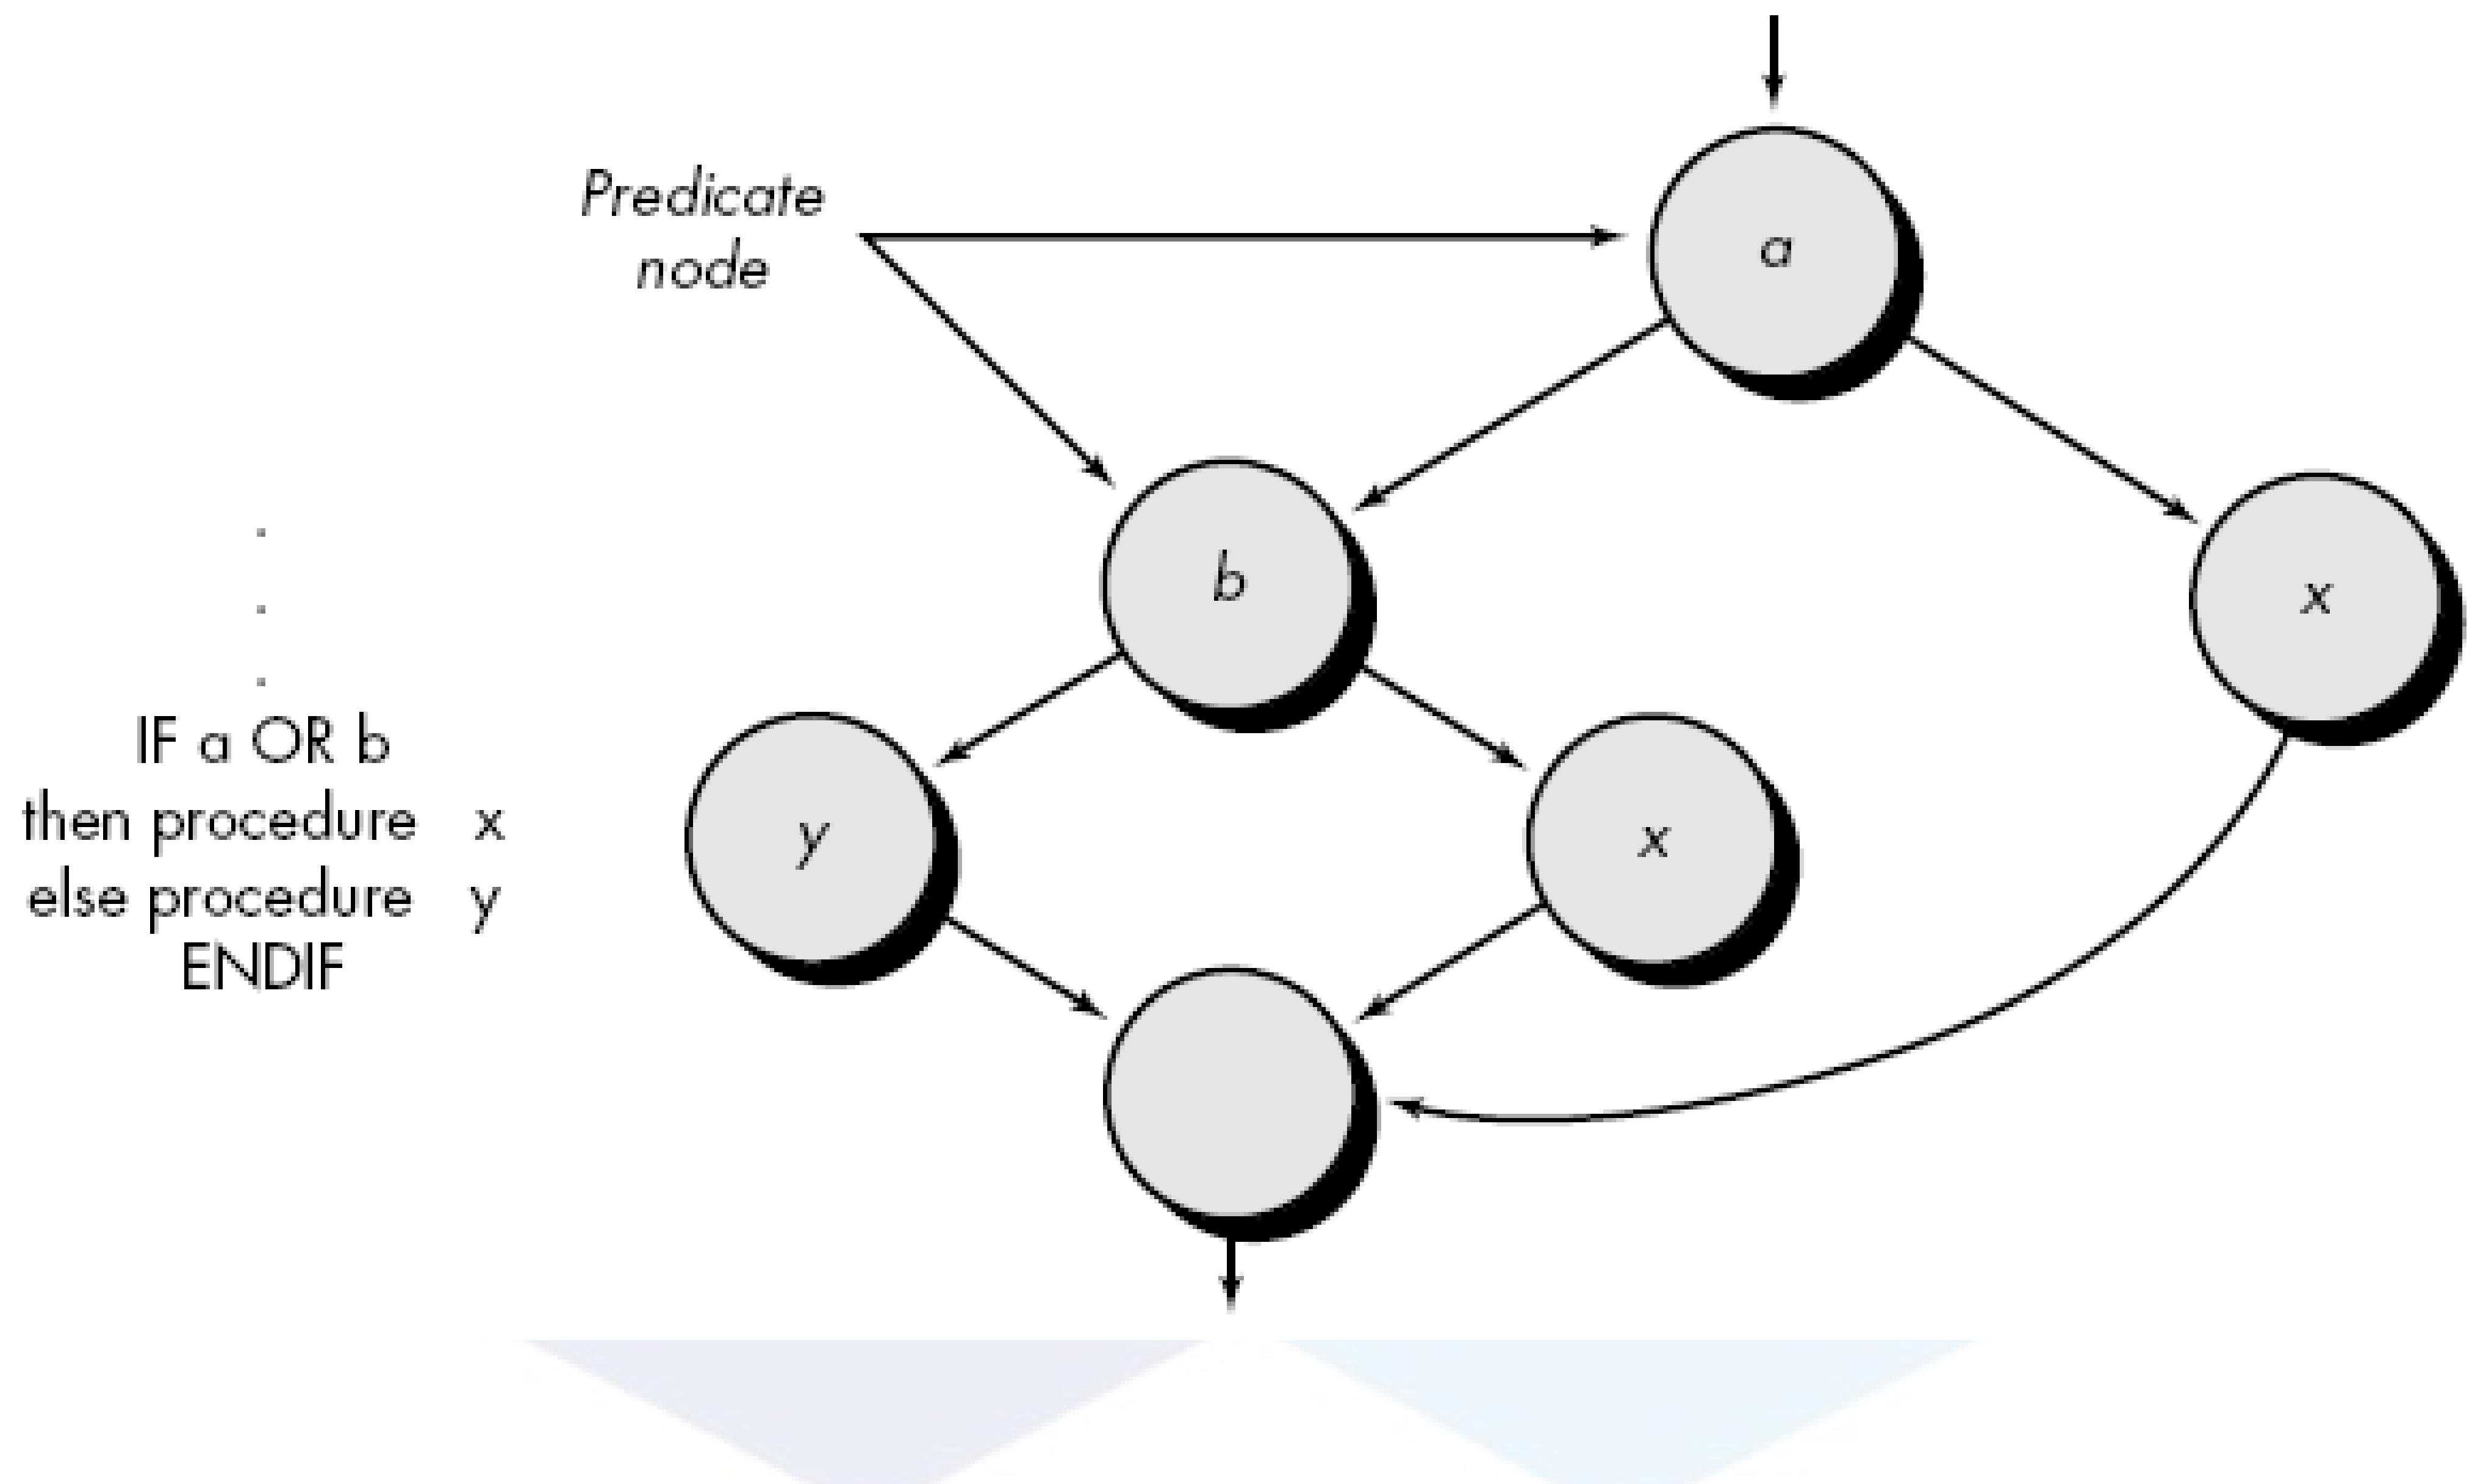 Predicate
node
a
b
x
y
x
.
.
.
IF a OR b
then procedure x
else procedure y
ENDIF